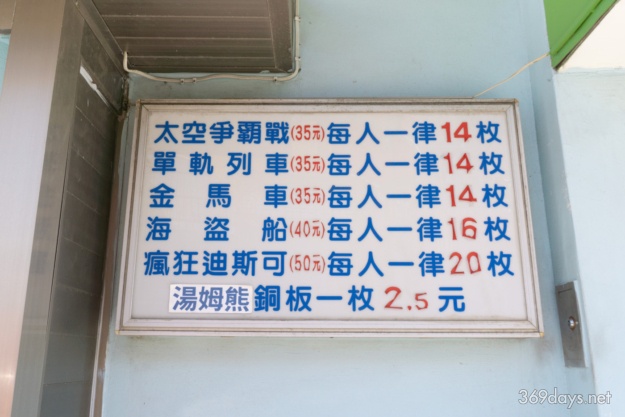 太空爭霸戰(35元)每人一律14枚
單軌列車(35元)每人一律14枚
金馬車(35元)每人一律14枚
海盜船(40元)每人一律16枚
瘋狂迪斯可(50元)每人一律20枚
湯姆熊銅板一枚2.5元
369days.net